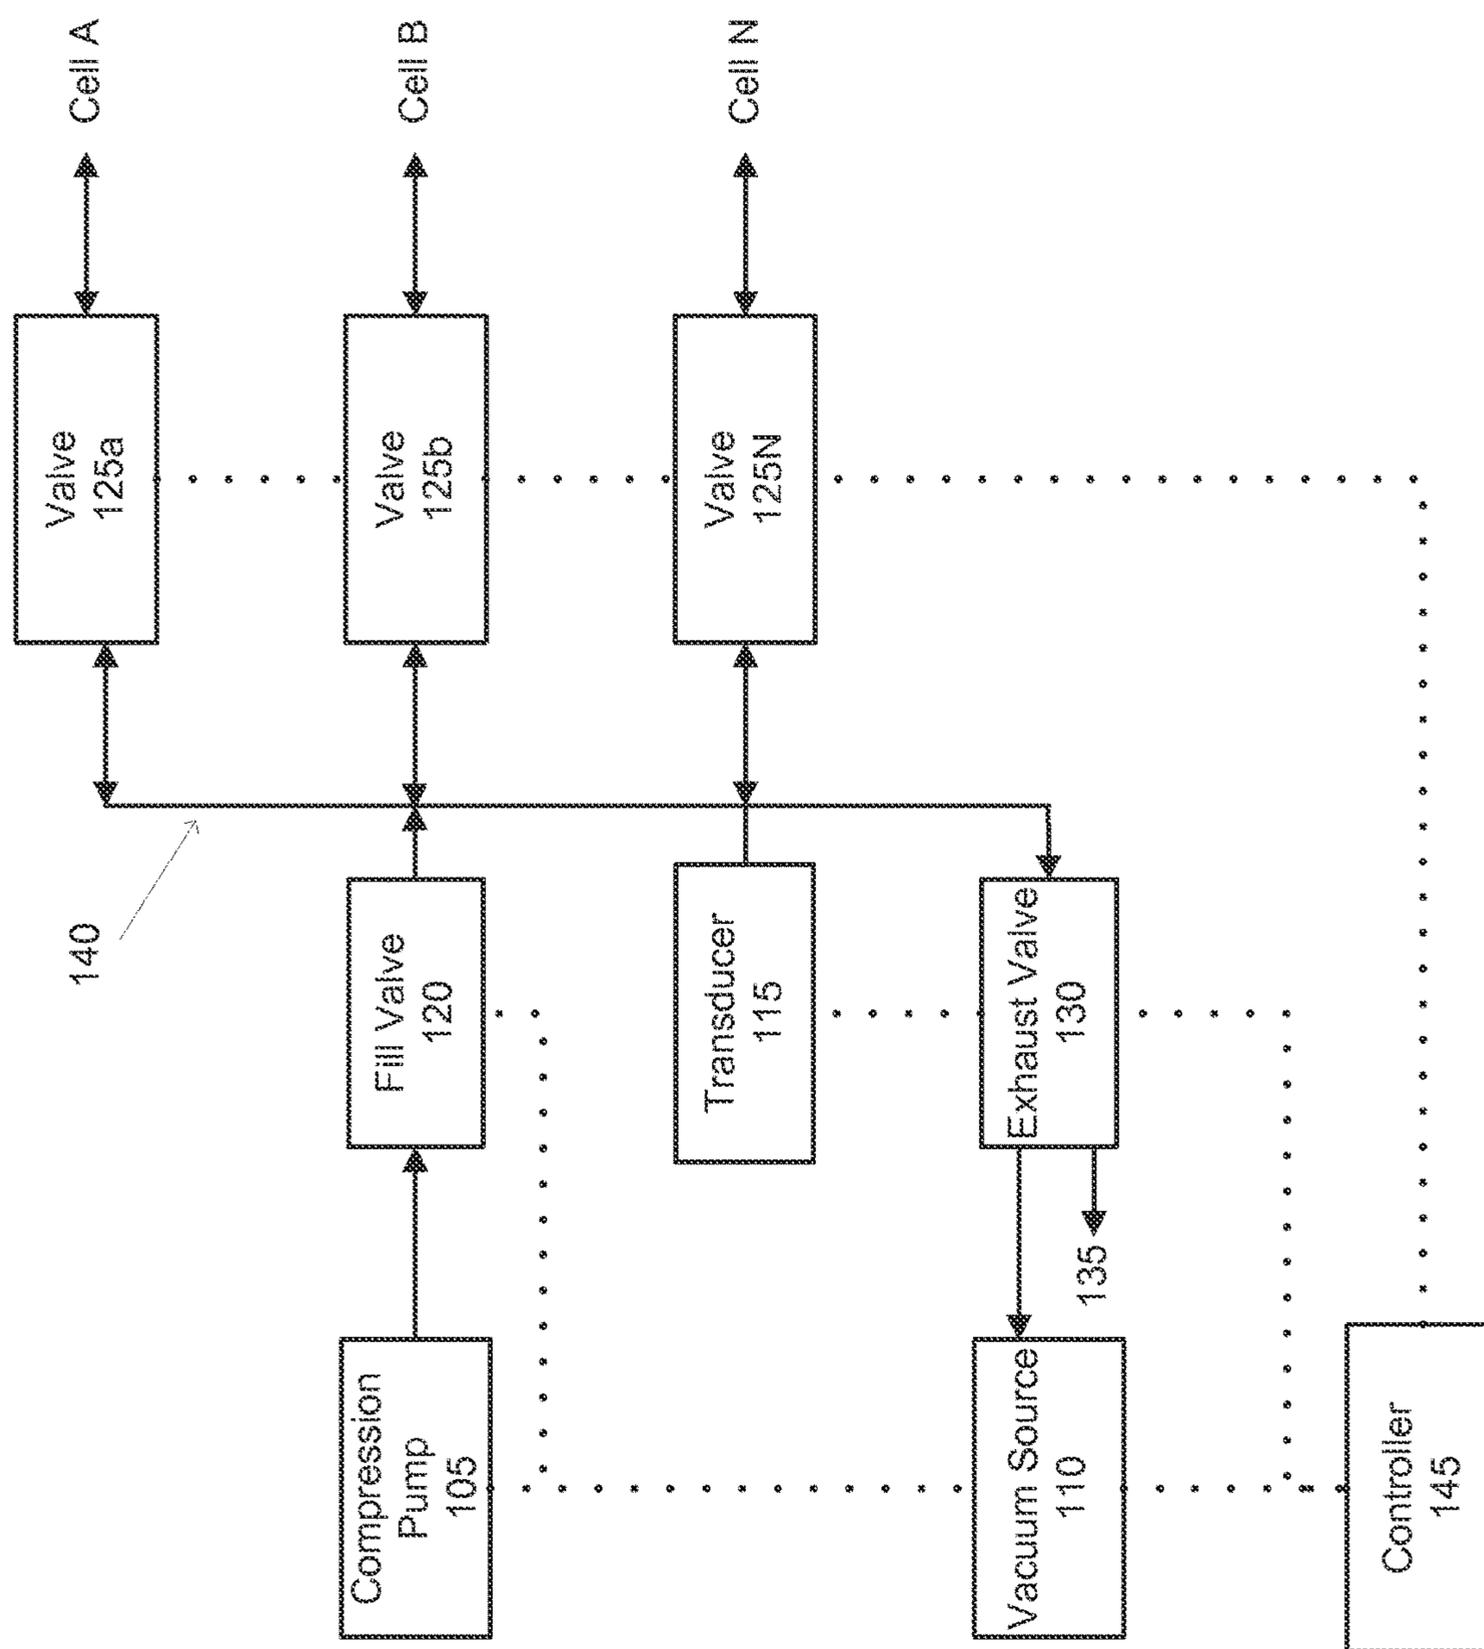 Compression
Pump
105
Fill Valve
120
140
Valve
125a
Cell A
Valve
125b
Cell B
Transducer
115
Valve
125N
Cell N
Vacuum Source
110
135
Exhaust Valve
130
Controller
145